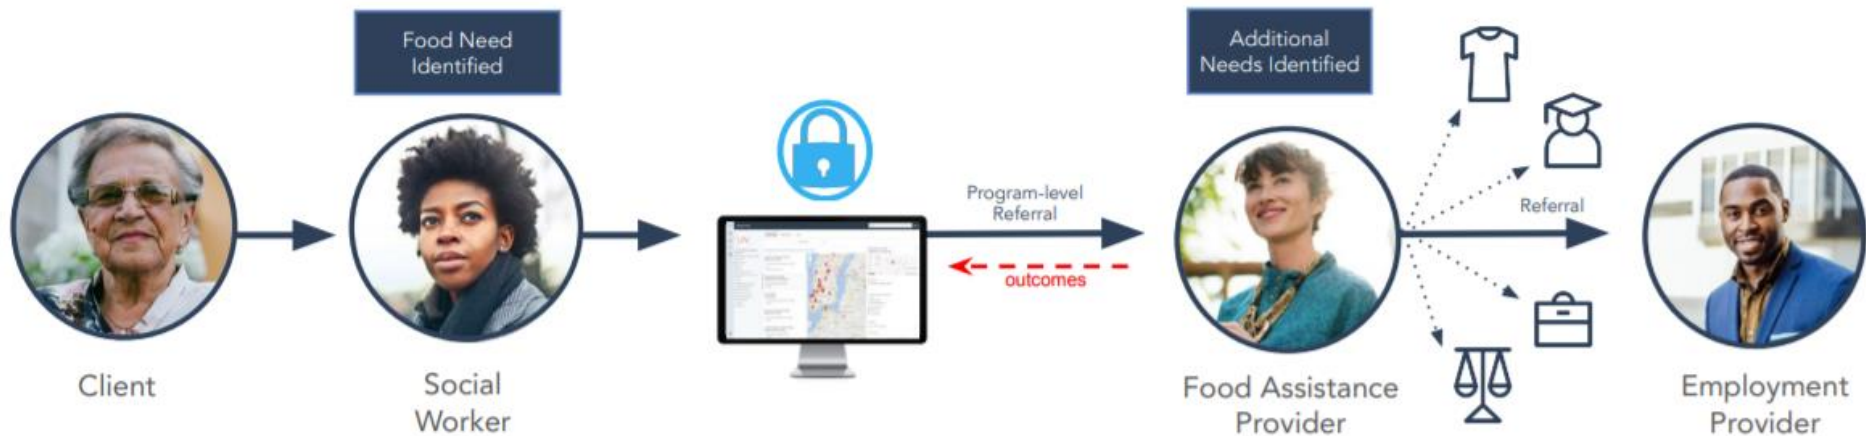 Food Need
Identified
Additional
Needs Identified
Program-level
Referral
outcomes
Referral
Client
Social
Worker
Food Assistance
Provider
Employment
Provider